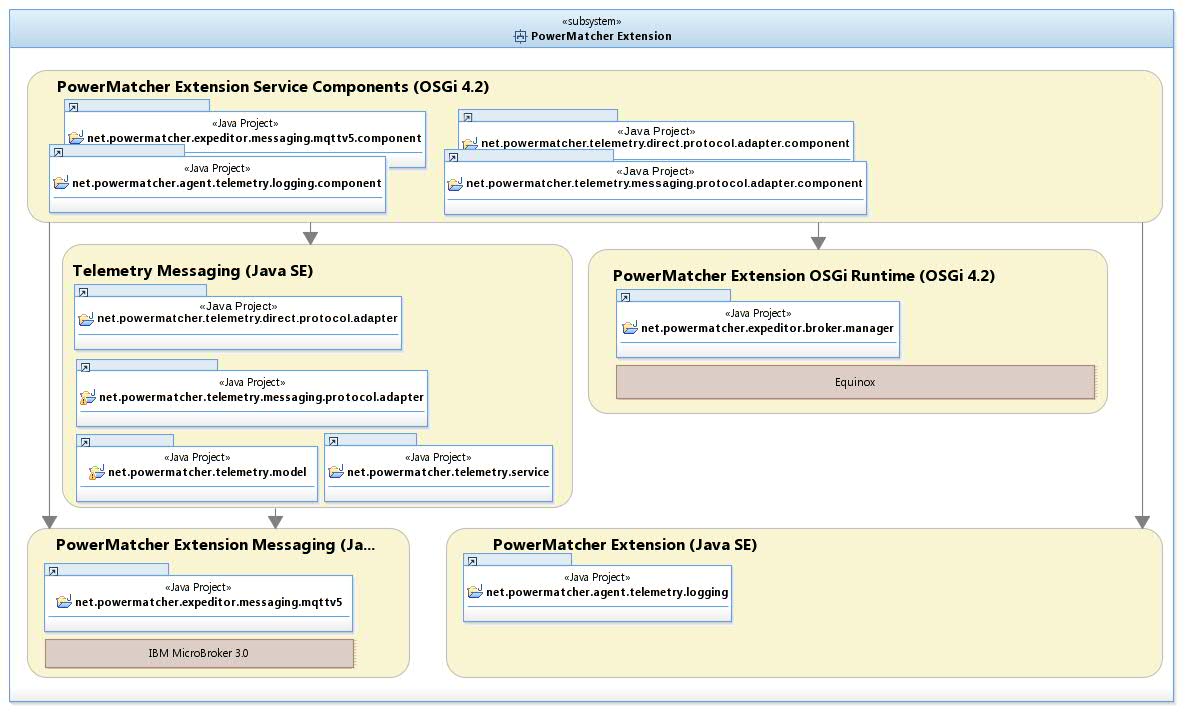 «subsystem»
PowerMatcher Extension
PowerMatcher Extension Service Components (OSGi 4.2)
«Java Project»
net.powermatcher.expeditor.messaging.mqttv5.component
«Java Project»
net.powermatcher.agent.telemetry.logging.component
«Java Project»
net.powermatcher.telemetry.direct.protocol.adapter.component
«Java Project»
net.powermatcher.telemetry.messaging.protocol.adapter.component
Telemetry Messaging (Java SE)
«Java Project»
net.powermatcher.telemetry.direct.protocol.adapter
«Java Project»
net.powermatcher.telemetry.messaging.protocol.adapter
«Java Project»
net.powermatcher.telemetry.model
«Java Project»
net.powermatcher.telemetry.service
PowerMatcher Extension OSGi Runtime (OSGi 4.2)
«Java Project»
net.powermatcher.expeditor.broker.manager
Equinox
PowerMatcher Extension Messaging (Ja...
«Java Project»
net.powermatcher.expeditor.messaging.mqttv5
IBM MicroBroker 3.0
PowerMatcher Extension (Java SE)
«Java Project»
net.powermatcher.agent.telemetry.logging